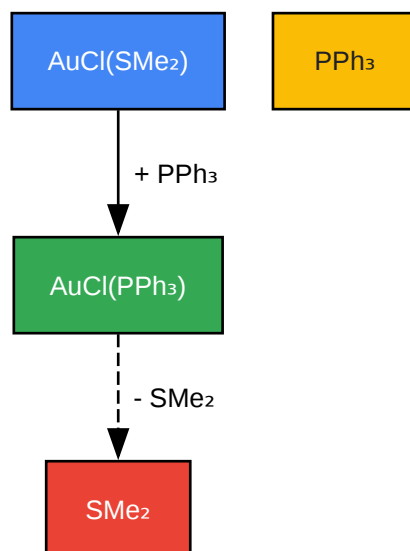 AuCl(SMe₂)
PPh₃
+ PPh₃
AuCl(PPh₃)
- SMe₂
SMe₂